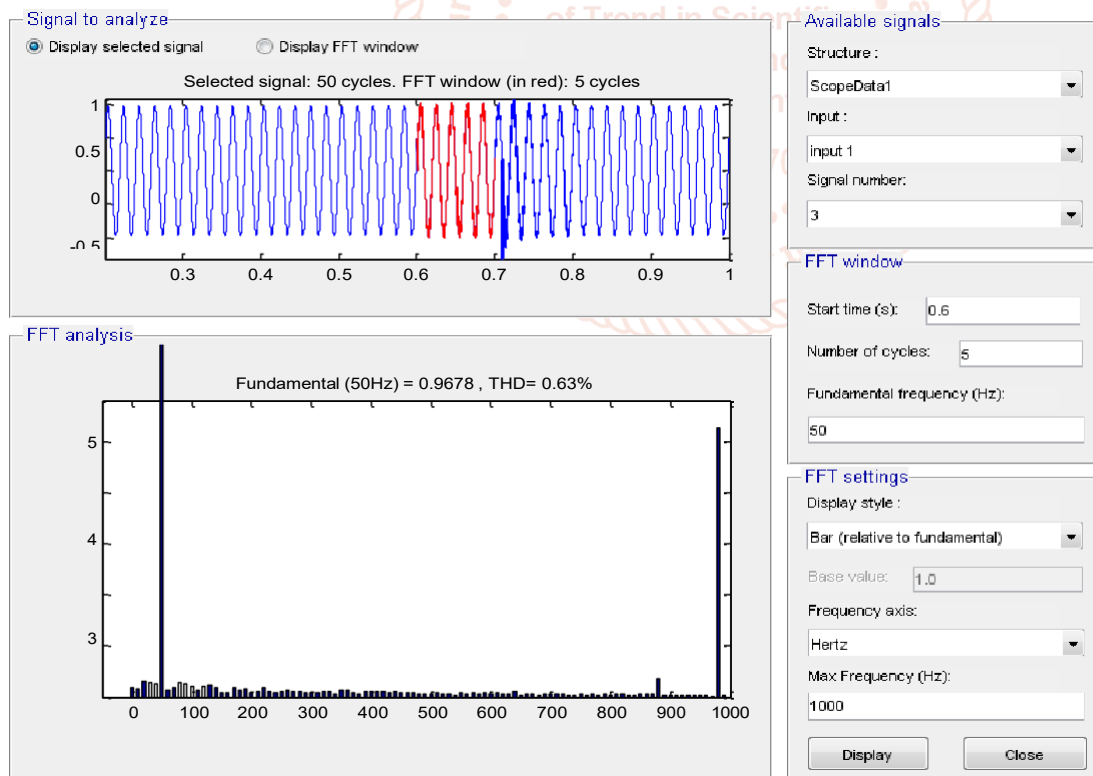 of Trend in Scientific
Signal to analyze
Display selected signal
Display FFT window
Selected signal: 50 cycles. FFT window (in red): 5 cycles
1
0.5
0
-0.5
0.3 0.4 0.5 0.6 0.7 0.8 0.9 1
FFT analysis
Fundamental (50Hz) = 0.9678 , THD= 0.63%
5
4
3
0 100 200 300 400 500 600 700 800 900 1000
Available signals
Structure :
ScopeData1
Input :
input 1
Signal number:
3
FFT window
Start time (s): 0.6
Number of cycles: 5
Fundamental frequency (Hz):
50
FFT settings
Display style :
Bar (relative to fundamental)
Base value: 1.0
Frequency axis:
Hertz
Max Frequency (Hz):
1000
Display
Close